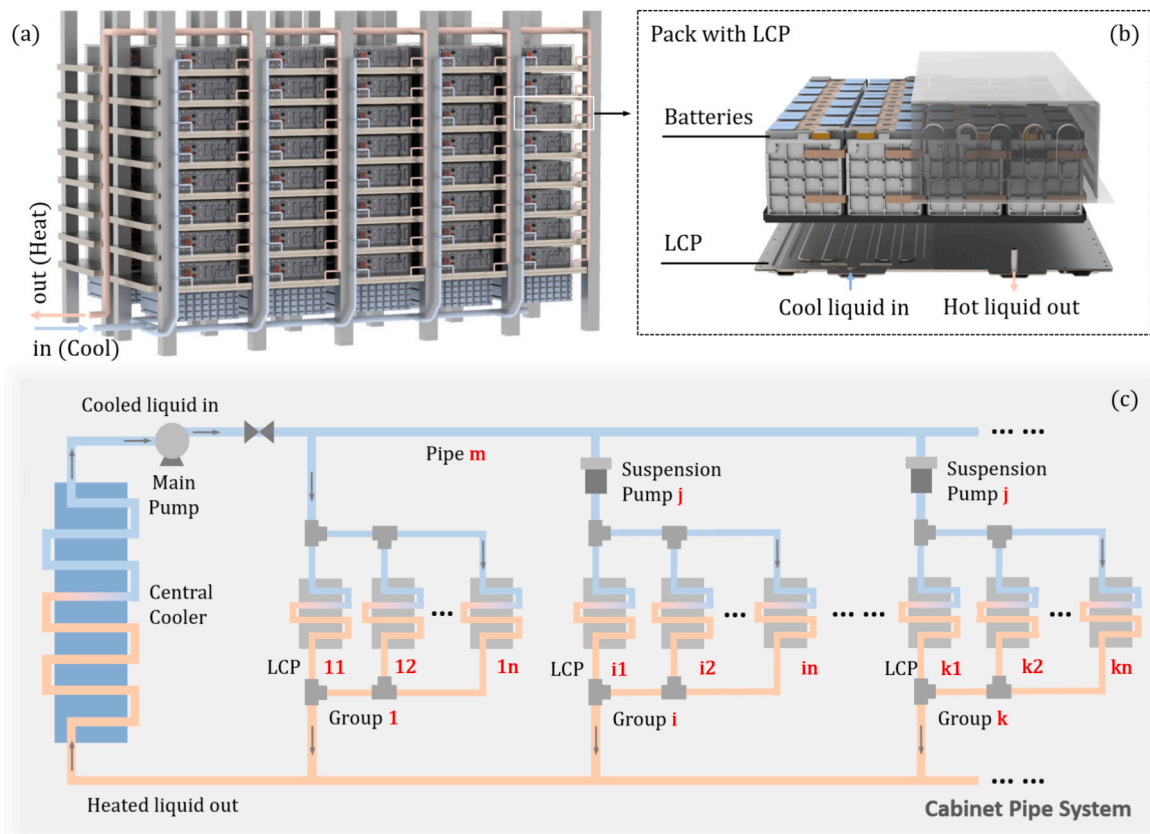 (a)
out (Heat)
in (Cool)
Pack with LCP
(b)
Batteries
LCP
Cool liquid in
Hot liquid out
(c)
Cooled liquid in
Main
Pump
Pipe m
Suspension
Pump j
Suspension
Pump j
Central
Cooler
... ...
LCP 11 12 ... 1n
Group 1
LCP i1 i2 ... in
Group i
... ...
LCP k1 k2 ... kn
Group k
Heated liquid out
... ...
Cabinet Pipe System